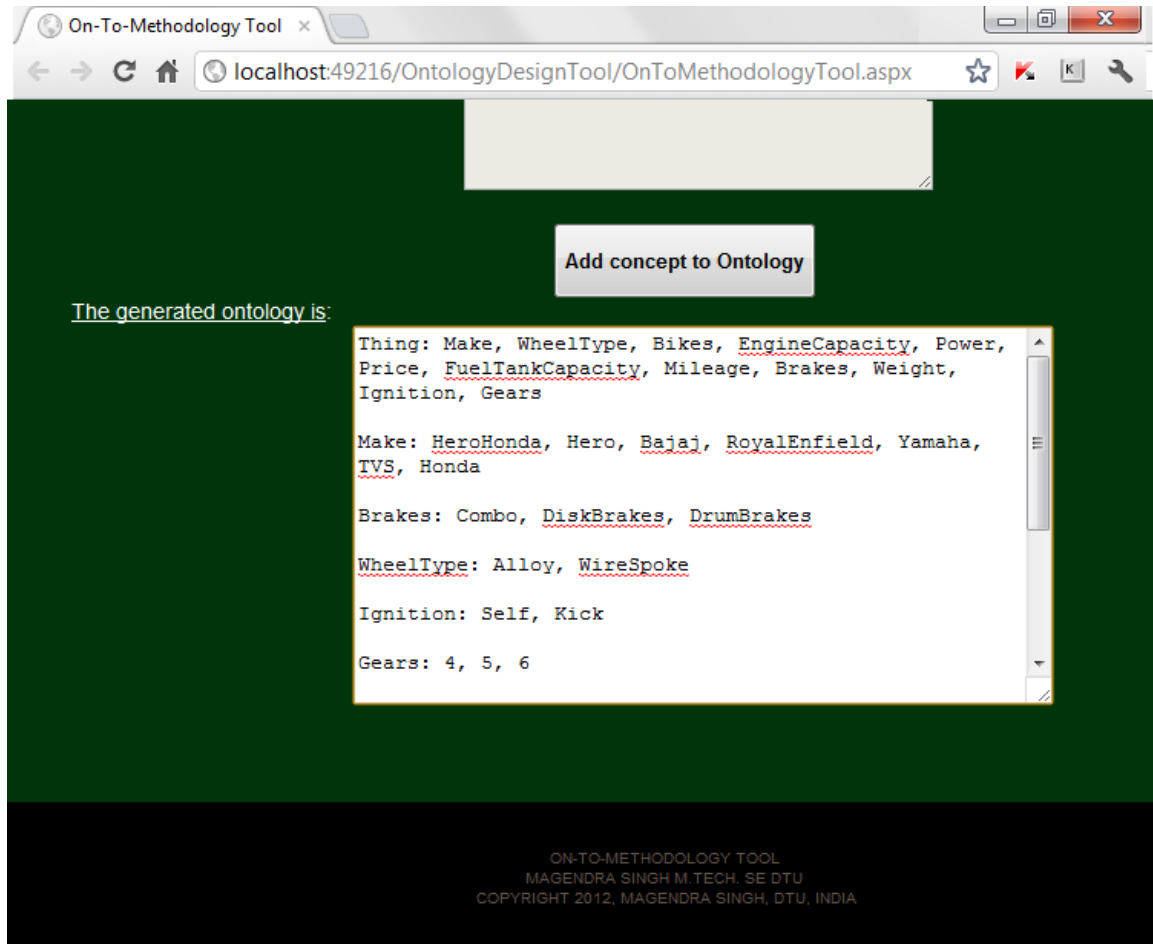 On-To-Methodology Tool
localhost:49216/OntologyDesignTool/OnToMethodologyTool.aspx
Add concept to Ontology
The generated ontology is:
Thing: Make, WheelType, Bikes, EngineCapacity, Power,
Price, FuelTankCapacity, Mileage, Brakes, Weight,
Ignition, Gears
Make: HeroHonda, Hero, Bajaj, RoyalEnfield, Yamaha,
TVS, Honda
Brakes: Combo, DiskBrakes, DrumBrakes
WheelType: Alloy, WireSpoke
Ignition: Self, Kick
Gears: 4, 5, 6
ON-TO-METHODOLOGY TOOL
MAGENDRA SINGH M.TECH. SE DTU
COPYRIGHT 2012, MAGENDRA SINGH, DTU, INDIA